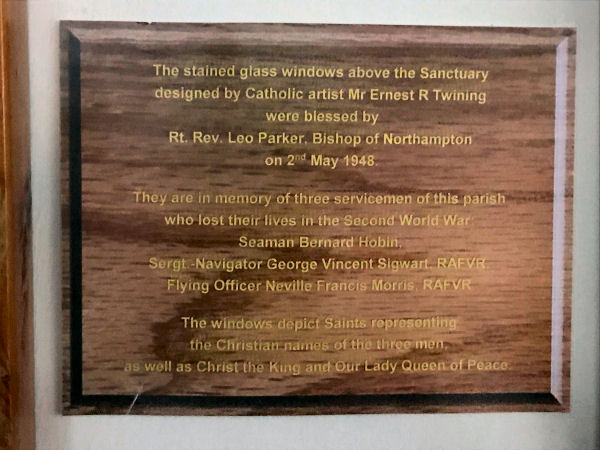 The stained glass windows above the Sanctuary
designed by Catholic artist Mr Ernest R Twining
were blessed by
Rt. Rev. Leo Parker, Bishop of Northampton
on 2nd May 1948.
They are in memory of three servicemen of this parish
who lost their lives in the Second World War:
Seaman Bernard Hobin,
Sergt.-Navigator George Vincent Sigwart, RAFVR,
Flying Officer Neville Francis Morris, RAFVR
The windows depict Saints representing
the Christian names of the three men,
as well as Christ the King and Our Lady Queen of Peace.